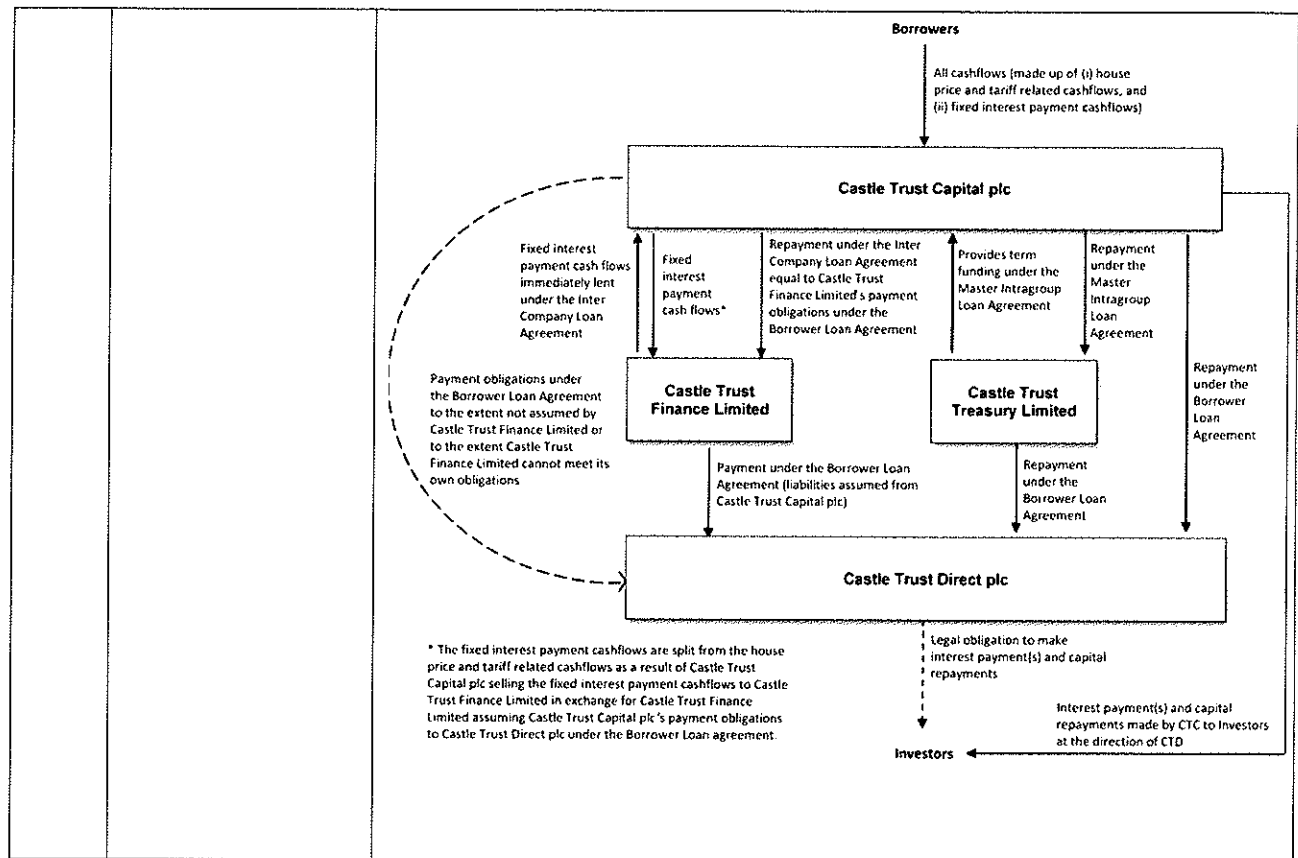 Borrowers
All cashflows (made up of (i) house
price and tariff related cashflows, and
(ii) fixed interest payment cashflows)
Castle Trust Capital plc
Fixed interest
payment cash flows
immediately lent
under the Inter
Company Loan
Agreement
Fixed
interest
payment
cash flows*
Repayment under the Inter
Company Loan Agreement
equal to Castle Trust
Finance Limited's payment
obligations under the
Borrower Loan Agreement
Provides term
funding under the
Master Intragroup
Loan Agreement
Repayment
under the
Master
Intragroup
Loan
Agreement
Repayment
under the
Borrower
Loan
Agreement
Payment obligations under
the Borrower Loan Agreement
to the extent not assumed by
Castle Trust Finance Limited or
to the extent Castle Trust
Finance Limited cannot meet its
own obligations
Castle Trust
Finance Limited
Castle Trust
Treasury Limited
Payment under the Borrower Loan
Agreement (liabilities assumed from
Castle Trust Capital plc)
Repayment
under the
Borrower Loan
Agreement
Castle Trust Direct plc
* The fixed interest payment cashflows are split from the house
price and tariff related cashflows as a result of Castle Trust
Capital plc selling the fixed interest payment cashflows to Castle
Trust Finance Limited in exchange for Castle Trust Finance
Limited assuming Castle Trust Capital plc's payment obligations
to Castle Trust Direct plc under the Borrower Loan agreement.
Legal obligation to make
interest payment(s) and capital
repayments
Interest payment(s) and capital
repayments made by CTC to Investors
at the direction of CTD
Investors